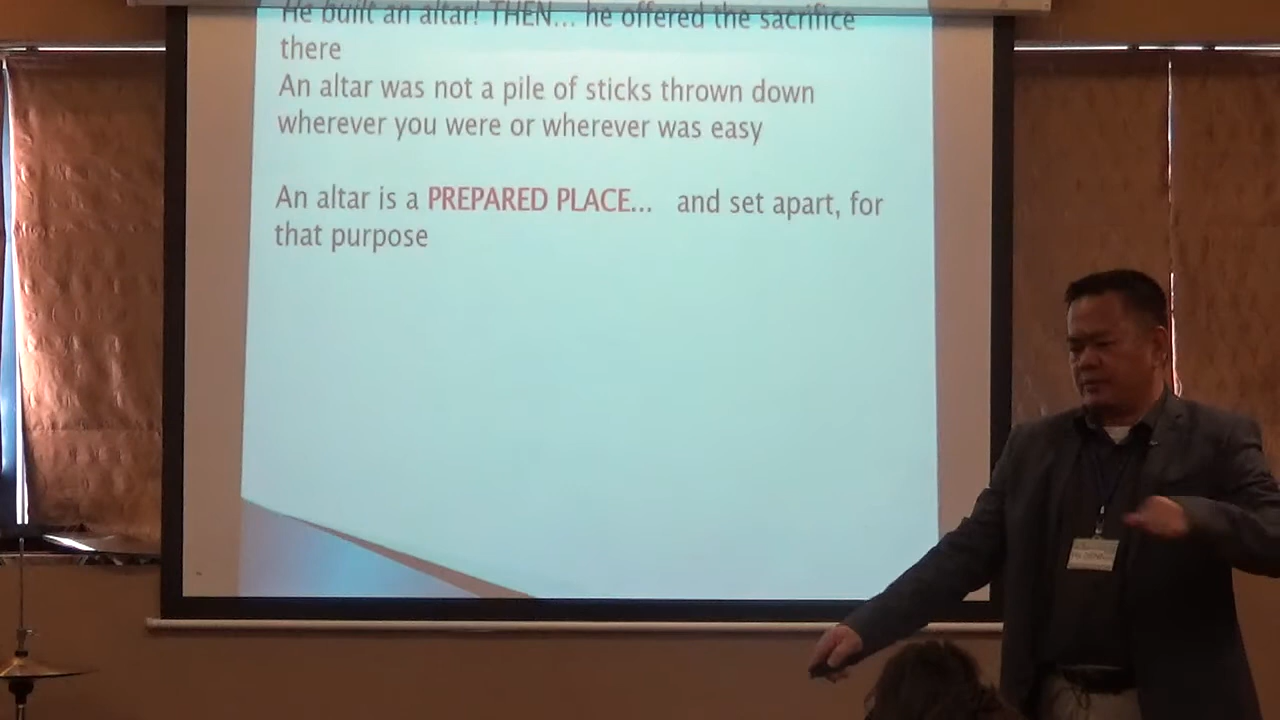 He built an altar! THEN... he offered the sacrifice
there
An altar was not a pile of sticks thrown down
wherever you were or wherever was easy
An altar is a PREPARED PLACE... and set apart, for
that purpose